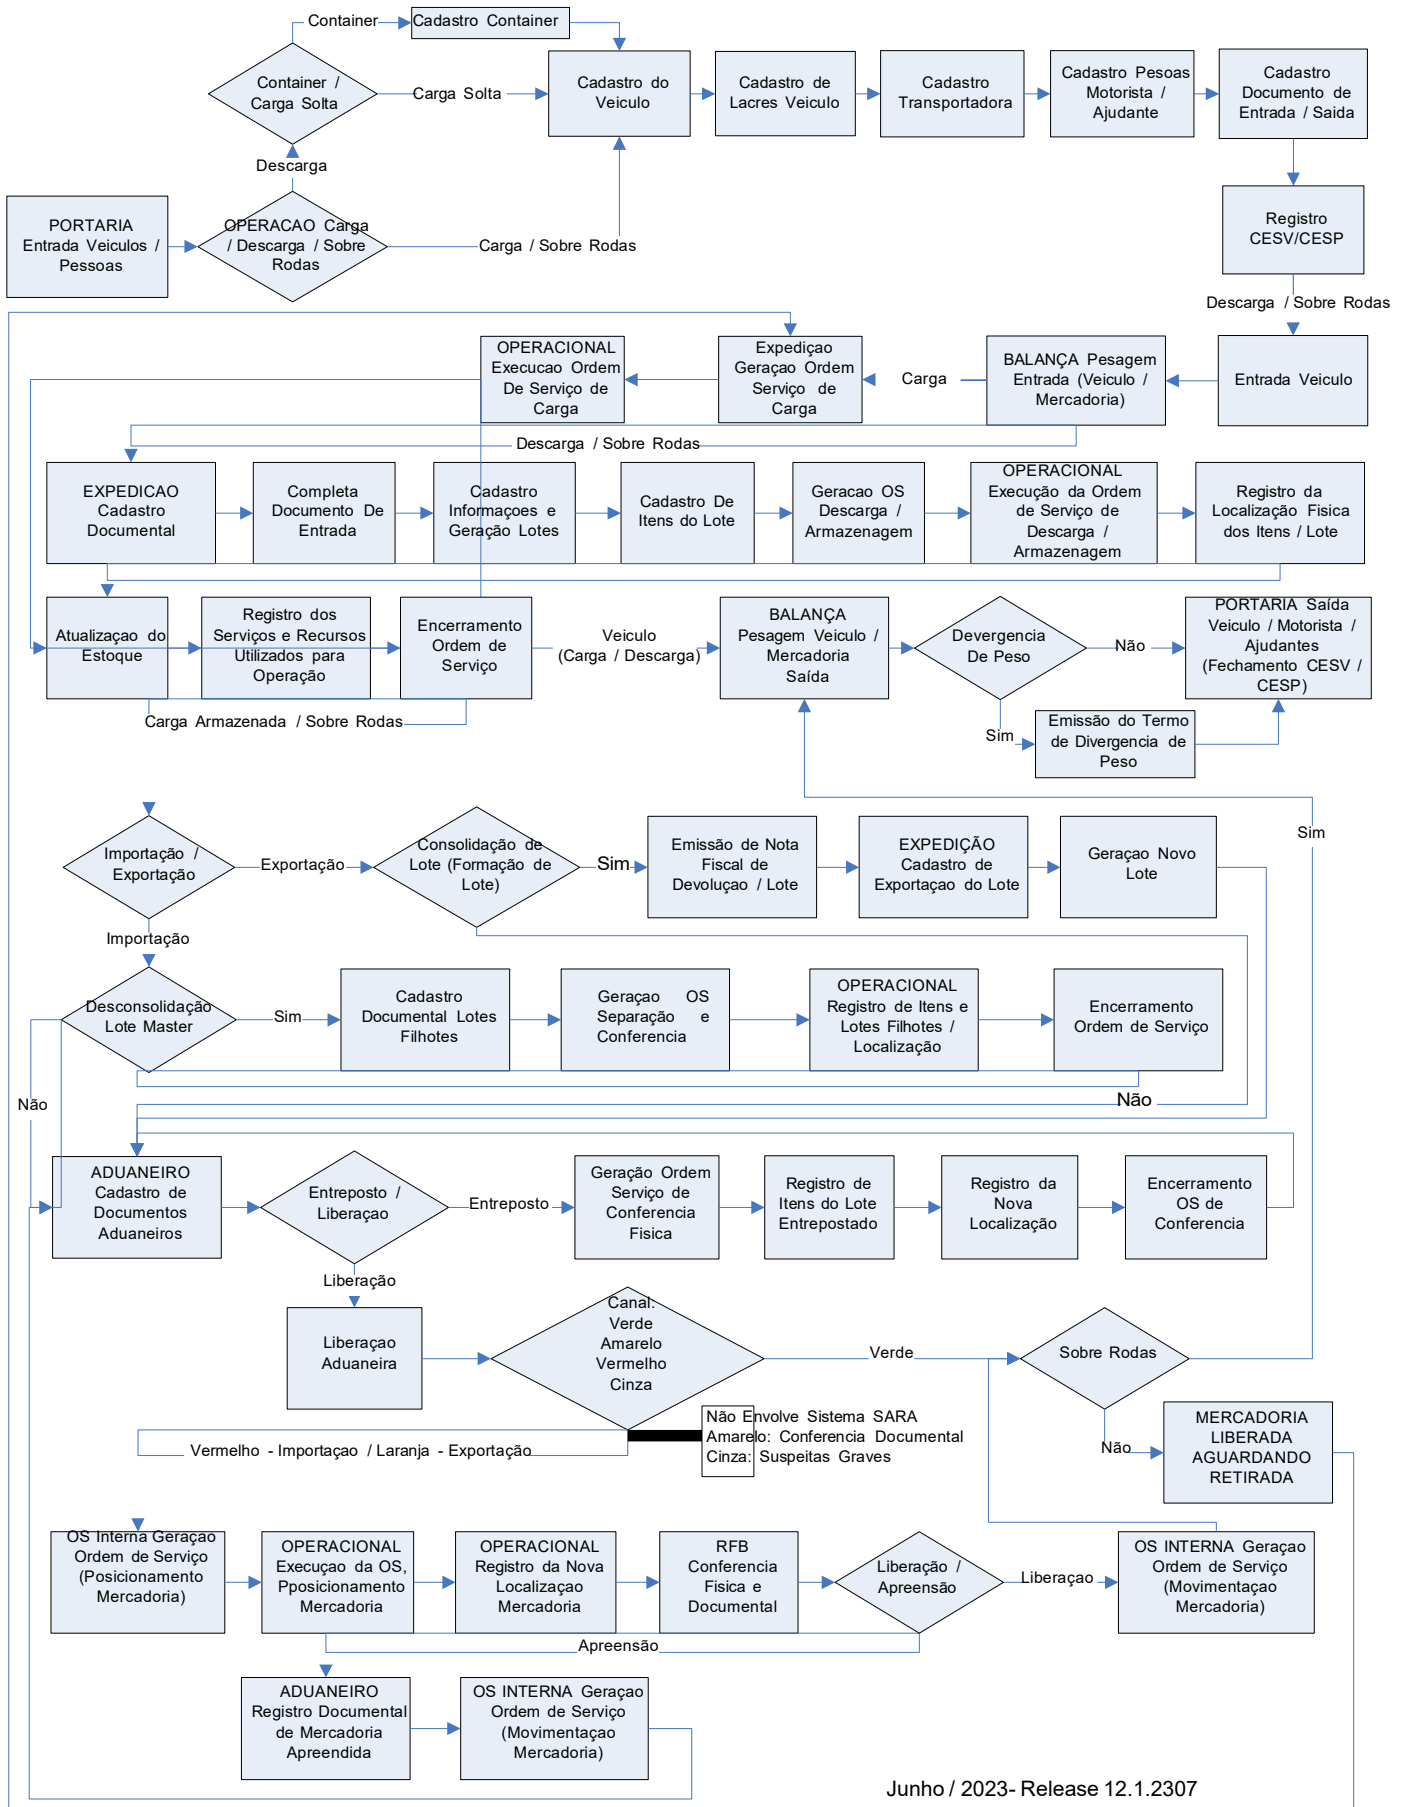 Container
Cadastro Container
Container /
Carga Solta
Carga Solta
Cadastro do
Veiculo
Cadastro de
Lacres Veiculo
Cadastro
Transportadora
Cadastro Pesoas
Motorista /
Ajudante
Cadastro
Documento de
Entrada / Saida
Descarga
PORTARIA
Entrada Veiculos /
Pessoas
OPERACAO Carga
/ Descarga / Sobre
Rodas
Carga / Sobre Rodas
Registro
CESV/CESP
Descarga / Sobre Rodas
OPERACIONAL
Execucao Ordem
De Serviço de
Carga
Expediçao
Geraçao Ordem
Serviço de
Carga
Carga
BALANÇA Pesagem
Entrada (Veiculo /
Mercadoria)
Entrada Veiculo
Descarga / Sobre Rodas
EXPEDICAO
Cadastro
Documental
Completa
Documento De
Entrada
Cadastro
Informaçoes e
Geração Lotes
Cadastro De
Itens do Lote
Geracao OS
Descarga /
Armazenagem
OPERACIONAL
Execução da Ordem
de Serviço de
Descarga /
Armazenagem
Registro da
Localização Fisica
dos Itens / Lote
Atualizaçao do
Estoque
Registro dos
Serviços e Recursos
Utilizados para
Operação
Encerramento
Ordem de
Serviço
Veiculo
(Carga / Descarga)
BALANÇA
Pesagem Veiculo /
Mercadoria
Saída
Devergencia
De Peso
Não
PORTARIA Saída
Veiculo / Motorista /
Ajudantes
(Fechamento CESV /
CESP)
Carga Armazenada / Sobre Rodas
Sim
Emissão do Termo
de Divergencia de
Peso
Sim
Importação /
Exportação
Exportação
Consolidação de
Lote (Formação de
Lote)
Sim
Emissão de Nota
Fiscal de
Devoluçao / Lote
EXPEDIÇÃO
Cadastro de
Exportaçao do Lote
Geraçao Novo
Lote
Importação
Desconsolidação
Lote Master
Sim
Cadastro
Documental Lotes
Filhotes
Geraçao OS
Separação e
Conferencia
OPERACIONAL
Registro de Itens e
Lotes Filhotes /
Localização
Encerramento
Ordem de Serviço
Não
Não
ADUANEIRO
Cadastro de
Documentos
Aduaneiros
Entreposto /
Liberaçao
Entreposto
Geração Ordem
Serviço de
Conferencia
Fisica
Registro de
Itens do Lote
Entrepostado
Registro da
Nova
Localização
Encerramento
OS de
Conferencia
Liberação
Liberaçao
Aduaneira
Canal:
Verde
Amarelo
Vermelho
Cinza
Verde
Sobre Rodas
Não Envolve Sistema SARA
Amarelo: Conferencia Documental
Cinza: Suspeitas Graves
Vermelho - Importaçao / Laranja - Exportação
Não
MERCADORIA
LIBERADA
AGUARDANDO
RETIRADA
OS Interna Geraçao
Ordem de Serviço
(Posicionamento
Mercadoria)
OPERACIONAL
Execuçao da OS,
Pposicionamento
Mercadoria
OPERACIONAL
Registro da Nova
Localizaçao
Mercadoria
RFB
Conferencia
Fisica e
Documental
Liberação /
Apreensão
Liberaçao
OS INTERNA Geraçao
Ordem de Serviço
(Movimentaçao
Mercadoria)
Apreensão
ADUANEIRO
Registro Documental
de Mercadoria
Apreendida
OS INTERNA Geraçao
Ordem de Serviço
(Movimentaçao
Mercadoria)
Junho / 2023- Release 12.1.2307